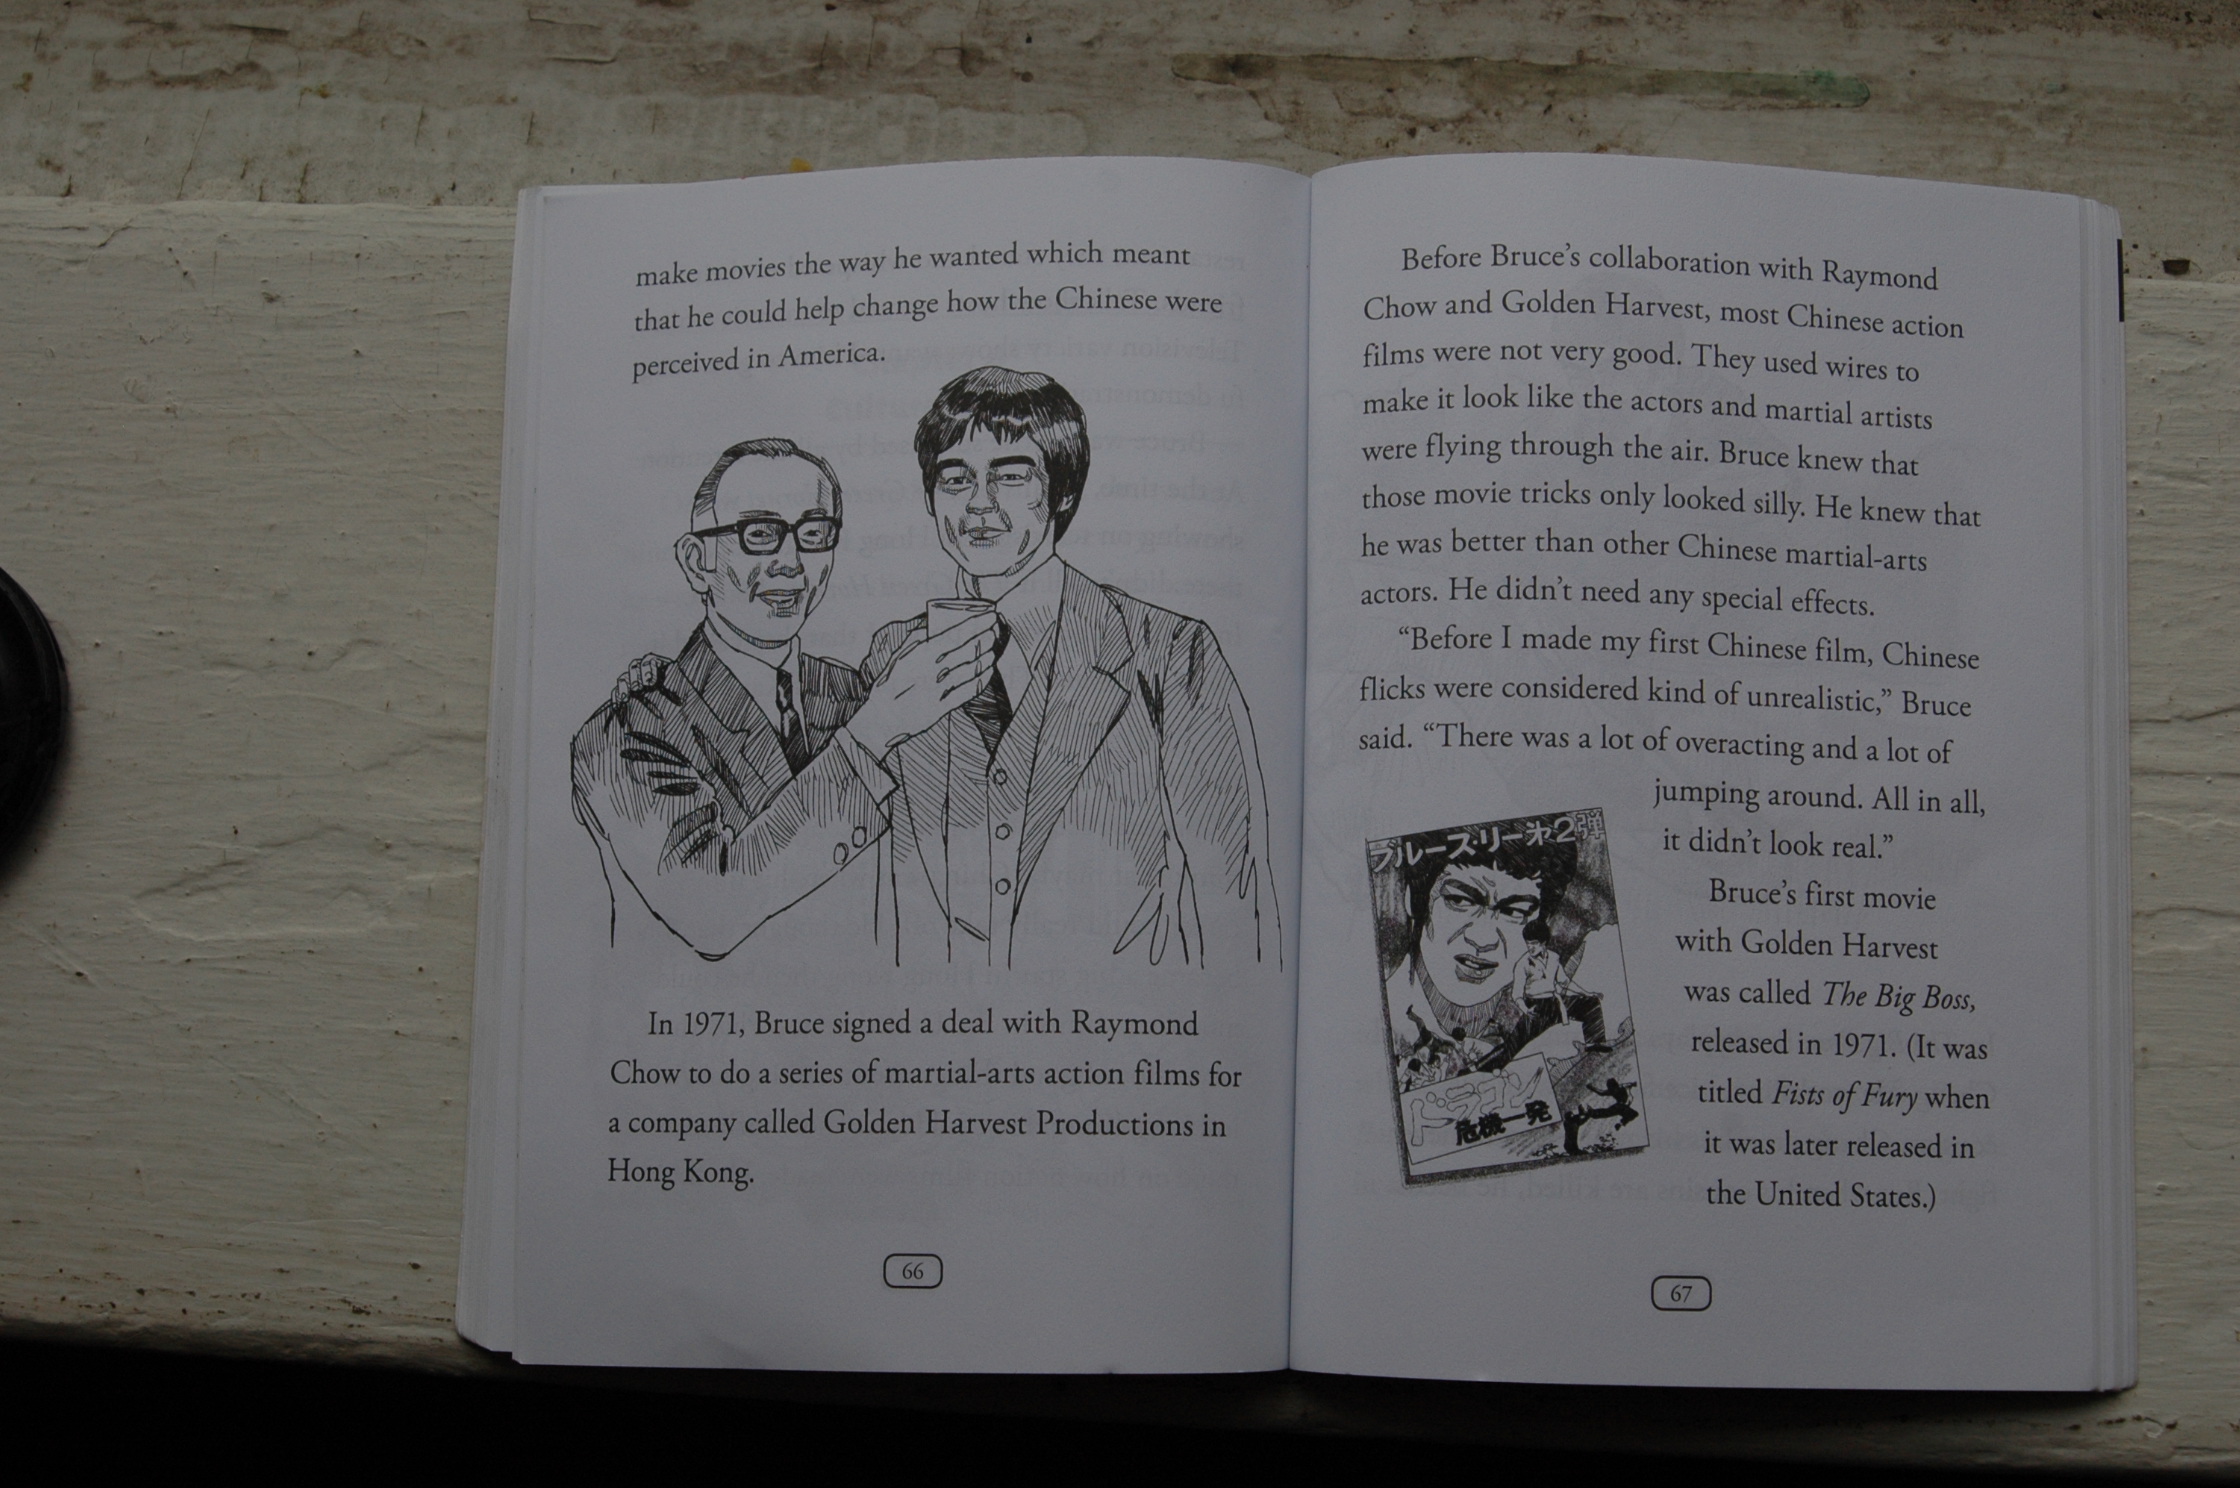 make movies the way he wanted which meant
that he could help change how the Chinese were
perceived in America.
In 1971, Bruce signed a deal with Raymond
Chow to do a series of martial-arts action films for
a company called Golden Harvest Productions in
Hong Kong.
66
Before Bruce’s collaboration with Raymond
Chow and Golden Harvest, most Chinese action
films were not very good. They used wires to
make it look like the actors and martial artists
were flying through the air. Bruce knew that
those movie tricks only looked silly. He knew that
he was better than other Chinese martial-arts
actors. He didn’t need any special effects.
“Before I made my first Chinese film, Chinese
flicks were considered kind of unrealistic,” Bruce
said. “There was a lot of overacting and a lot of
jumping around. All in all,
it didn’t look real.”
Bruce’s first movie
with Golden Harvest
was called The Big Boss,
released in 1971. (It was
titled Fists of Fury when
it was later released in
the United States.)
ブルース・リーオ2弾
ドラゴン
危機一発
67